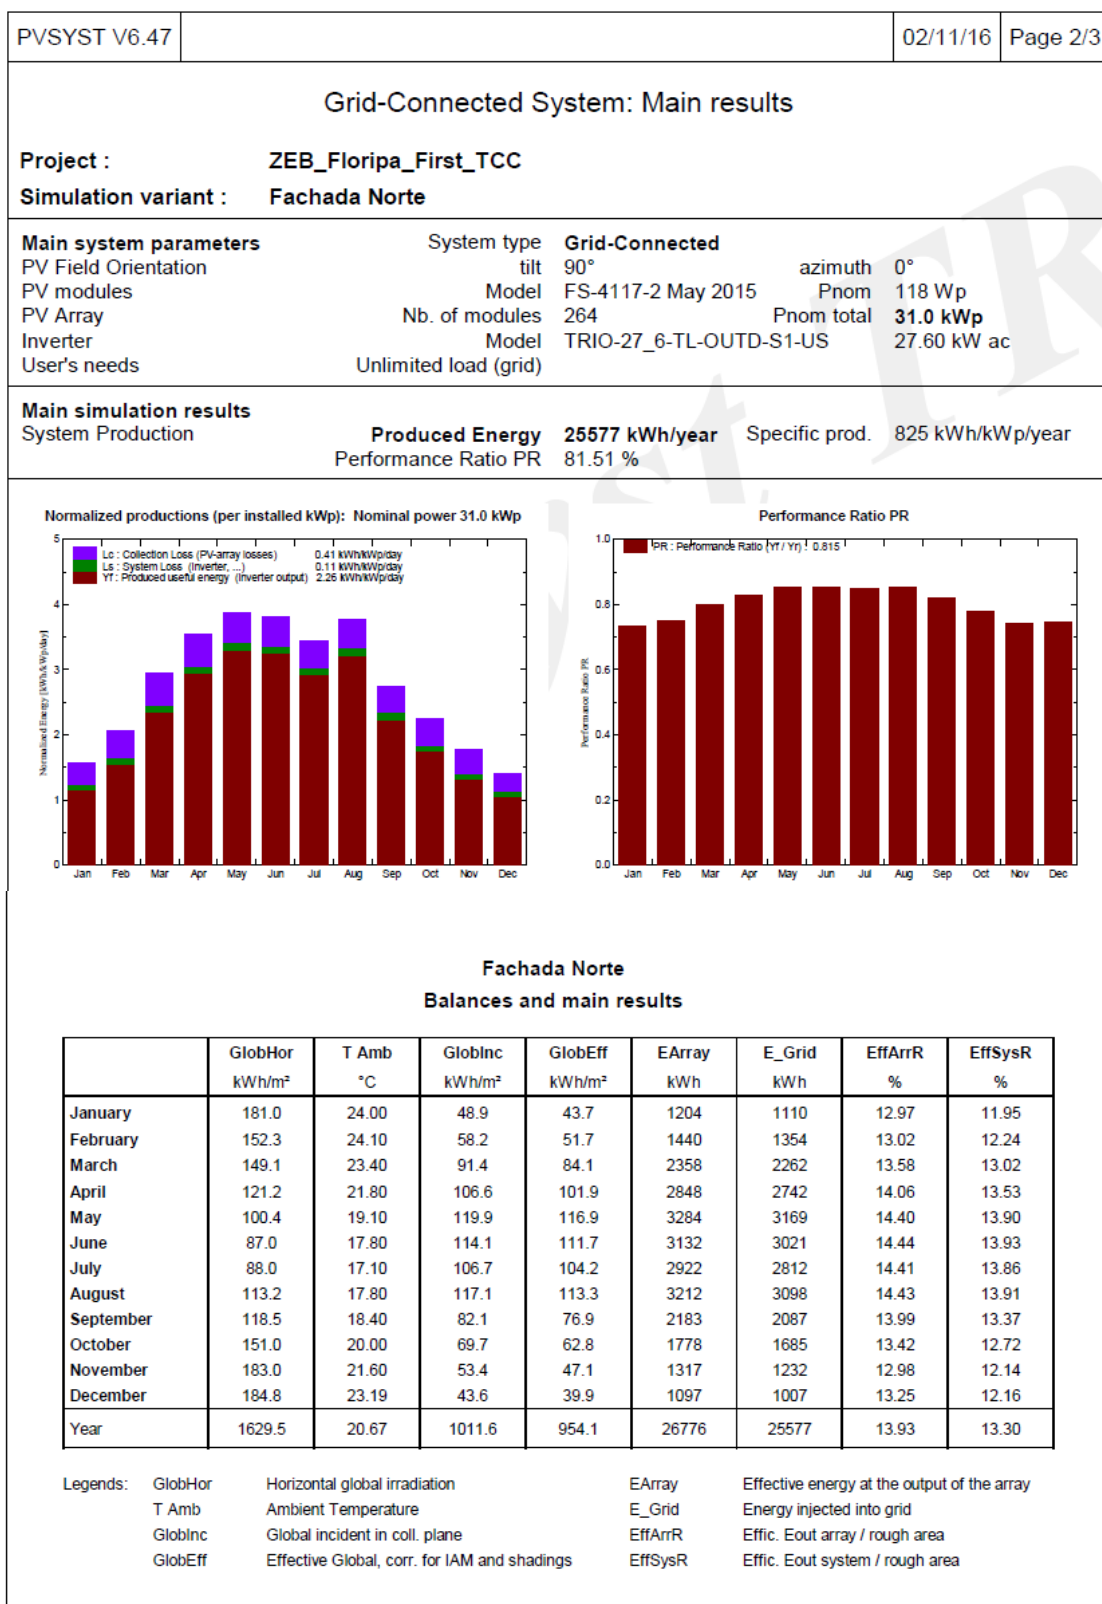 PVSYST V6.47 02/11/16 Page 2/3
Grid-Connected System: Main results
Project : ZEB_Floripa_First_TCC
Simulation variant : Fachada Norte
Main system parameters System type Grid-Connected
PV Field Orientation tilt 90° azimuth 0°
PV modules Model FS-4117-2 May 2015 Pnom 118 Wp
PV Array Nb. of modules 264 Pnom total 31.0 kWp
Inverter Model TRIO-27_6-TL-OUTD-S1-US 27.60 kW ac
User's needs Unlimited load (grid)
Main simulation results
System Production Produced Energy 25577 kWh/year Specific prod. 825 kWh/kWp/year
Performance Ratio PR 81.51 %
Normalized productions (per installed kWp): Nominal power 31.0 kWp
Lc : Collection Loss (PV-array losses) 0.41 kWh/kWp/day
Ls : System Loss (inverter, ...) 0.11 kWh/kWp/day
Yf : Produced useful energy (inverter output) 2.26 kWh/kWp/day
Normalized Energy [kWh/kWp/day]
5
4
3
2
1
0
Jan Feb Mar Apr May Jun Jul Aug Sep Oct Nov Dec
Performance Ratio PR
PR : Performance Ratio (Yf / Yr) : 0.815
Performance Ratio PR
1.0
0.8
0.6
0.4
0.2
0.0
Jan Feb Mar Apr May Jun Jul Aug Sep Oct Nov Dec
Fachada Norte
Balances and main results
GlobHor T Amb GlobInc GlobEff EArray E_Grid EffArrR EffSysR
kWh/m² °C kWh/m² kWh/m² kWh kWh % %
January 181.0 24.00 48.9 43.7 1204 1110 12.97 11.95
February 152.3 24.10 58.2 51.7 1440 1354 13.02 12.24
March 149.1 23.40 91.4 84.1 2358 2262 13.58 13.02
April 121.2 21.80 106.6 101.9 2848 2742 14.06 13.53
May 100.4 19.10 119.9 116.9 3284 3169 14.40 13.90
June 87.0 17.80 114.1 111.7 3132 3021 14.44 13.93
July 88.0 17.10 106.7 104.2 2922 2812 14.41 13.86
August 113.2 17.80 117.1 113.3 3212 3098 14.43 13.91
September 118.5 18.40 82.1 76.9 2183 2087 13.99 13.37
October 151.0 20.00 69.7 62.8 1778 1685 13.42 12.72
November 183.0 21.60 53.4 47.1 1317 1232 12.98 12.14
December 184.8 23.19 43.6 39.9 1097 1007 13.25 12.16
Year 1629.5 20.67 1011.6 954.1 26776 25577 13.93 13.30
Legends: GlobHor Horizontal global irradiation EArray Effective energy at the output of the array
T Amb Ambient Temperature E_Grid Energy injected into grid
GlobInc Global incident in coll. plane EffArrR Effic. Eout array / rough area
GlobEff Effective Global, corr. for IAM and shadings EffSysR Effic. Eout system / rough area